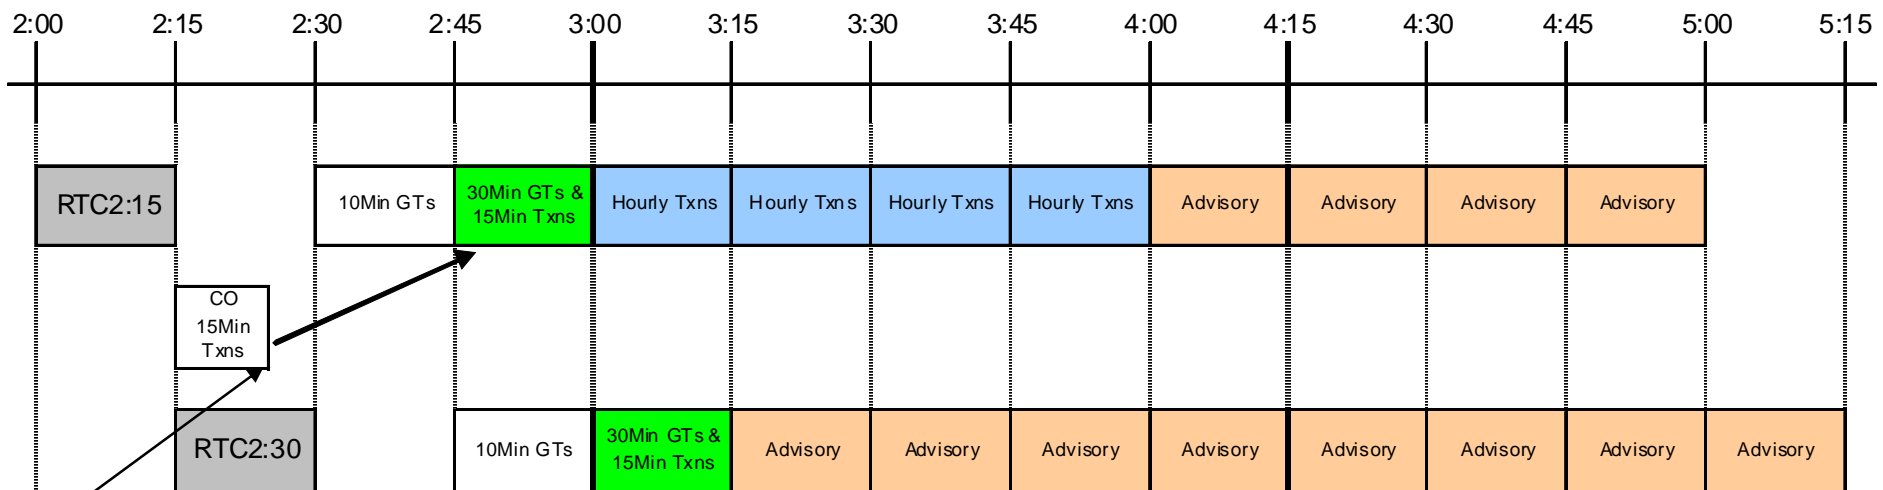 2:00 2:15 2:30 2:45 3:00 3:15 3:30 3:45 4:00 4:15 4:30 4:45 5:00 5:15
RTC2:15
10Min GTs
30Min GTs &
15Min Txns
Hourly Txns
Hourly Txns
Hourly Txns
Hourly Txns
Advisory
Advisory
Advisory
Advisory
CO
15Min
Txns
RTC2:30
10Min GTs
30Min GTs &
15Min Txns
Advisory
Advisory
Advisory
Advisory
Advisory
Advisory
Advisory
Advisory